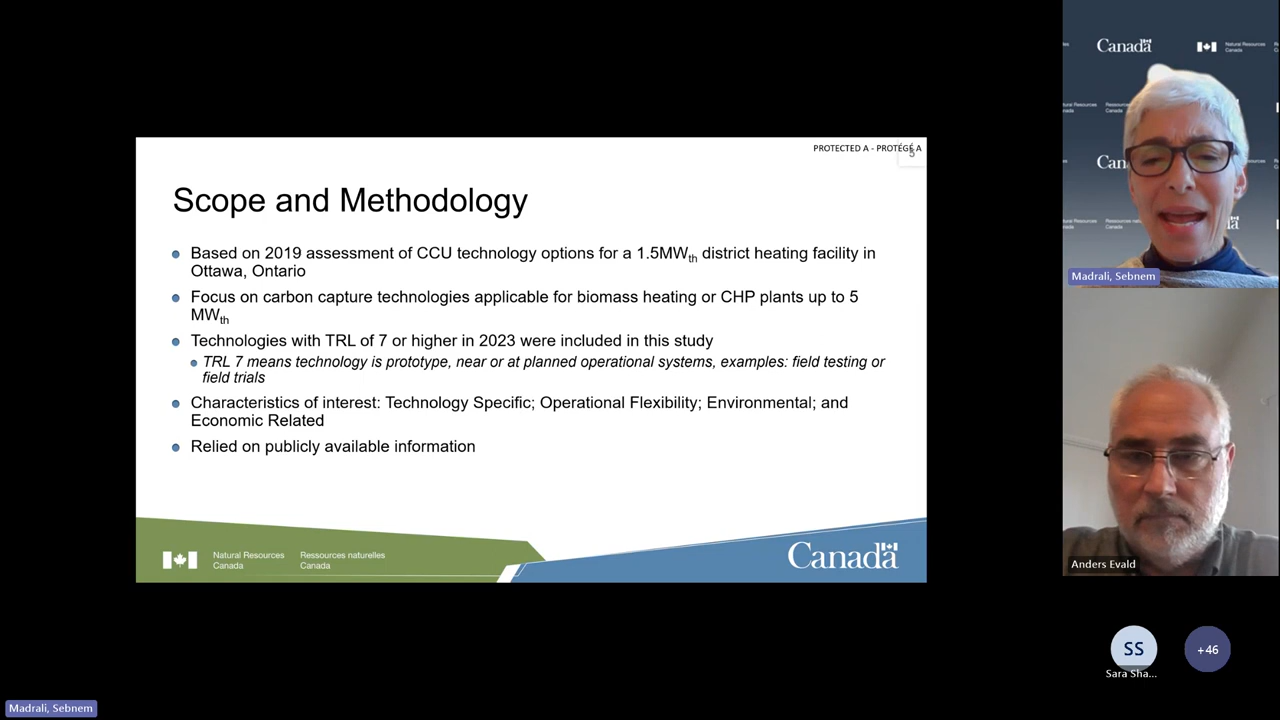 PROTECTED A - PROTÉGÉ A
5
Scope and Methodology
Based on 2019 assessment of CCU technology options for a 1.5MWth district heating facility in
Ottawa, Ontario
Focus on carbon capture technologies applicable for biomass heating or CHP plants up to 5
MWth
Technologies with TRL of 7 or higher in 2023 were included in this study
TRL 7 means technology is prototype, near or at planned operational systems, examples: field testing or
field trials
Characteristics of interest: Technology Specific; Operational Flexibility; Environmental; and
Economic Related
Relied on publicly available information
Natural Resources
Canada
Ressources naturelles
Canada
Canada
Canada
Natural Resources
Canada
Madrali, Sebnem
Anders Evald
SS
Sara Sha...
+46
Madrali, Sebnem